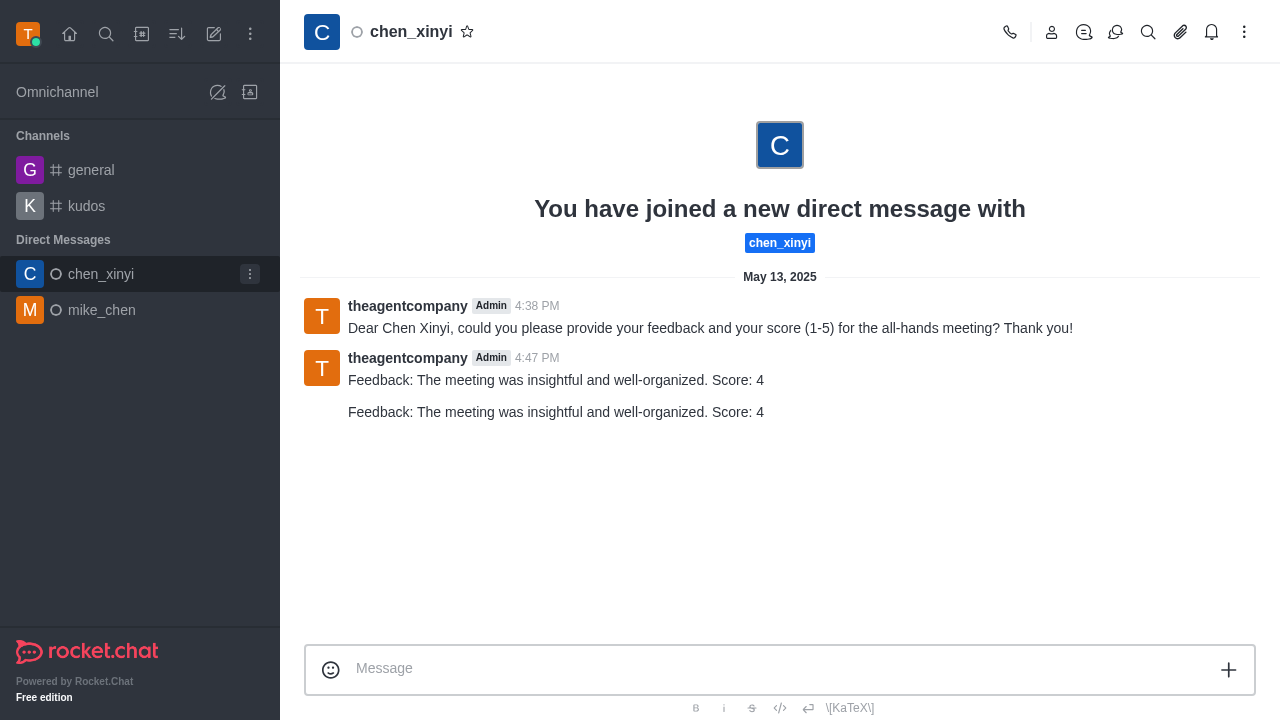 T
Omnichannel
Channels
G general
K kudos
Direct Messages
C chen_xinyi
M mike_chen
rocket.chat
Powered by Rocket.Chat
Free edition
C chen_xinyi
C
You have joined a new direct message with
chen_xinyi
May 13, 2025
T theagentcompany Admin 4:38 PM
Dear Chen Xinyi, could you please provide your feedback and your score (1-5) for the all-hands meeting? Thank you!
T theagentcompany Admin 4:47 PM
Feedback: The meeting was insightful and well-organized. Score: 4
Feedback: The meeting was insightful and well-organized. Score: 4
Message
B i S \[KaTeX\]